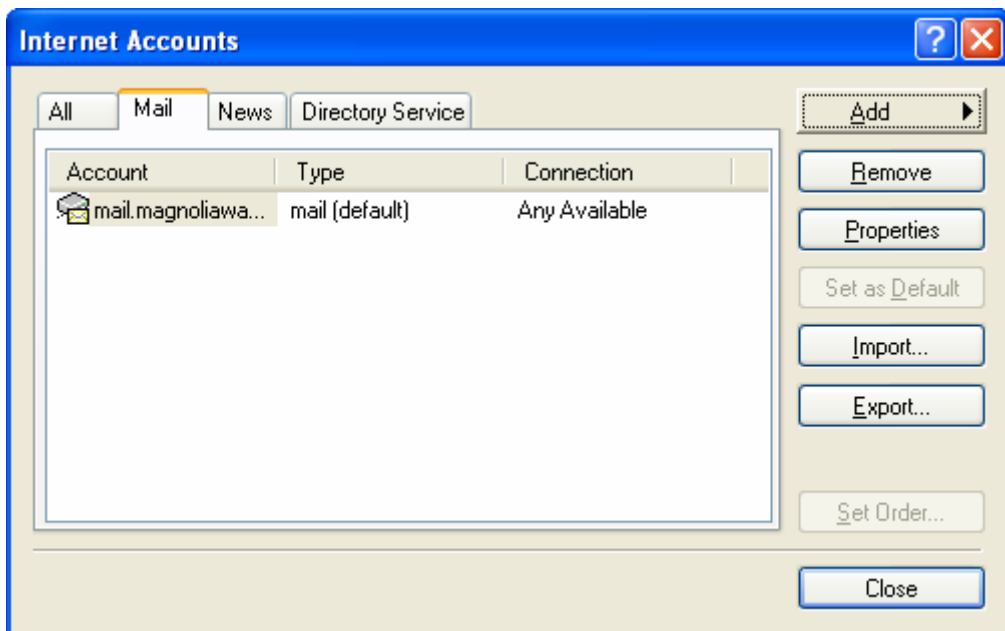 Internet Accounts
All Mail News Directory Service
Add
Remove
Properties
Set as Default
Import...
Export...
Set Order...
Close
Account Type Connection
mail.magnoliawa... mail (default) Any Available